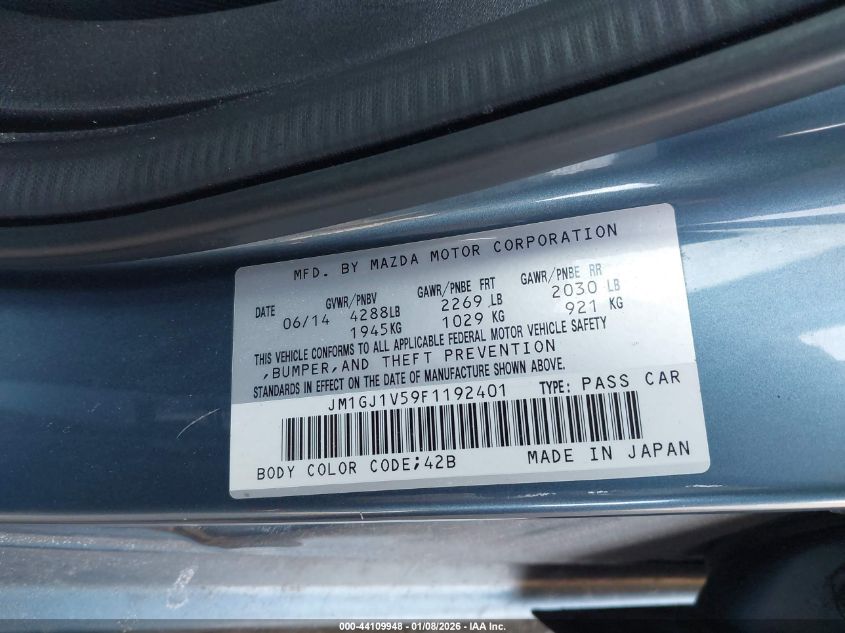 MFD. BY MAZDA MOTOR CORPORATION
DATE GVWR/PNBV GAWR/PNBE FRT GAWR/PNBE RR
06/14 4288LB 2269 LB 2030 LB
1945KG 1029 KG 921 KG
THIS VEHICLE CONFORMS TO ALL APPLICABLE FEDERAL MOTOR VEHICLE SAFETY
,BUMPER,AND THEFT PREVENTION
STANDARDS IN EFFECT ON THE DATE OF MANUFACTURE SHOWN ABOVE.
JM1GJ1V59F1192401 TYPE: PASS CAR
BODY COLOR CODE;42B MADE IN JAPAN
000-44109948 - 01/08/2026 - IAA Inc.